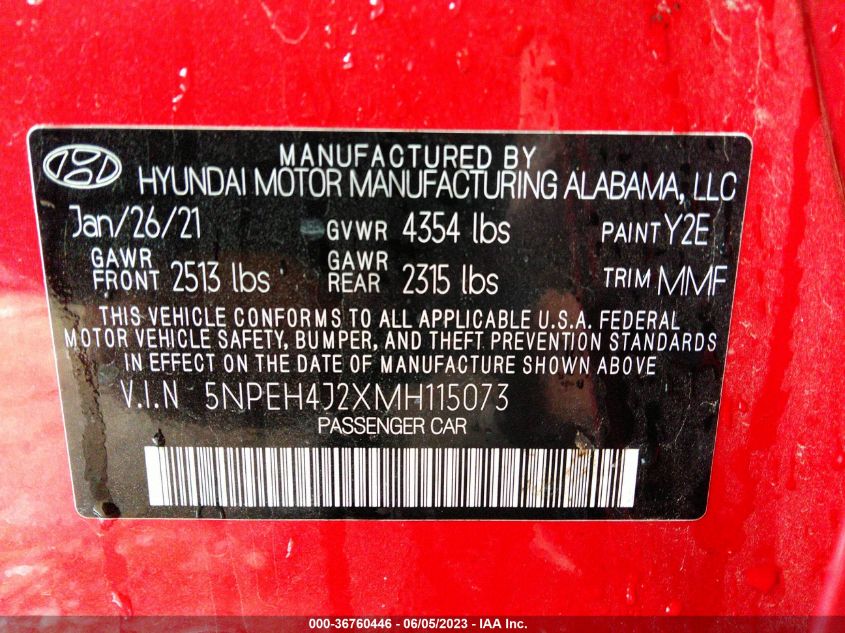 MANUFACTURED BY
HYUNDAI MOTOR MANUFACTURING ALABAMA, LLC
Jan/26/21 GVWR 4354 lbs PAINT Y2E
GAWR FRONT 2513 lbs GAWR REAR 2315 lbs TRIM MMF
THIS VEHICLE CONFORMS TO ALL APPLICABLE U.S.A. FEDERAL
MOTOR VEHICLE SAFETY, BUMPER, AND THEFT PREVENTION STANDARDS
IN EFFECT ON THE DATE OF MANUFACTURE SHOWN ABOVE
V.I.N 5NPEH4J2XMH115073
PASSENGER CAR
000-36760446 - 06/05/2023 - IAA Inc.